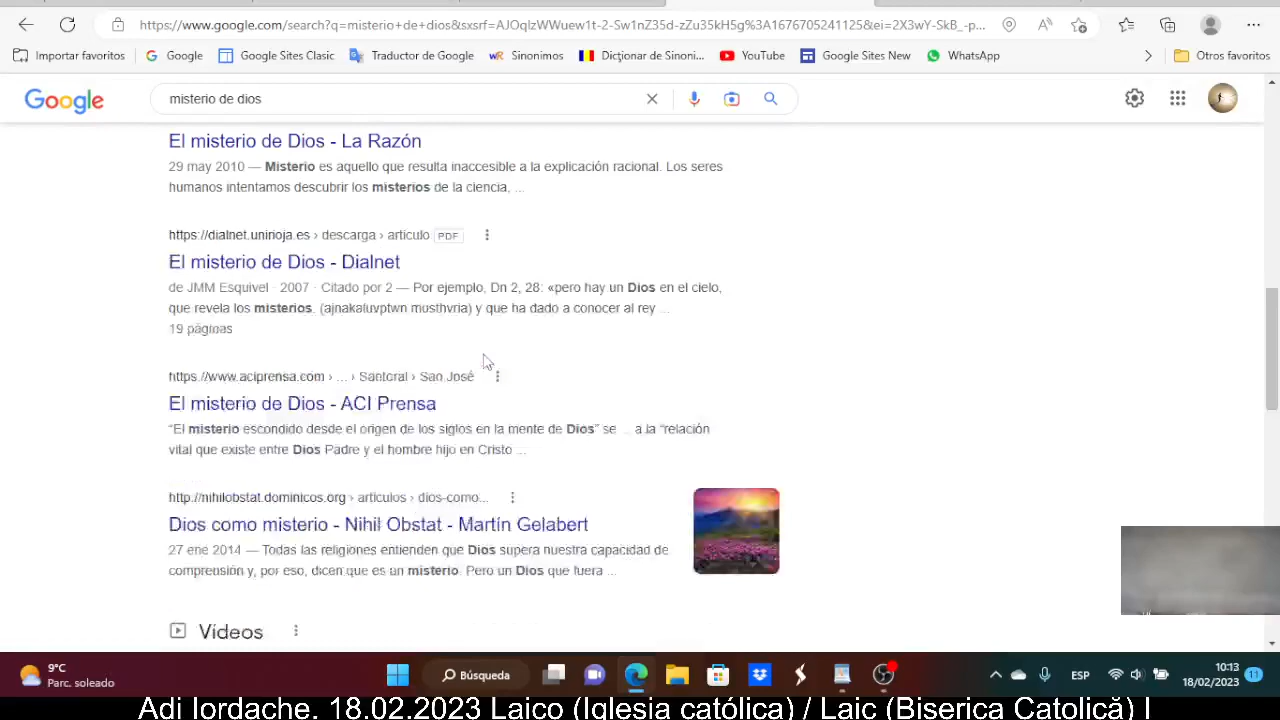 https://www.google.com/search?q=misterio+de+dios&sxsrf=AJOqlzWWuew1t-2-Sw1nZ35d-zZu35kH5g%3A1676705241125&ei=2X3wY-SkB_-p...
Importar favoritos
Google
Google Sites Clasic
Traductor de Google
wR Sinonimos
Dicționar de Sinoni...
YouTube
Google Sites New
WhatsApp
Otros favoritos
Google
misterio de dios
El misterio de Dios - La Razón
29 may 2010 — Misterio es aquello que resulta inaccesible a la explicación racional. Los seres
humanos intentamos descubrir los misterios de la ciencia, ...
https://dialnet.unirioja.es › descarga › articulo PDF
El misterio de Dios - Dialnet
de JMM Esquivel · 2007 · Citado por 2 — Por ejemplo, Dn 2, 28: «pero hay un Dios en el cielo,
que revela los misterios. (ajnakaluvptwn musthvria) y que ha dado a conocer al rey ...
19 páginas
https://www.aciprensa.com › ... › Santoral › San José
El misterio de Dios - ACI Prensa
“El misterio escondido desde el origen de los siglos en la mente de Dios” se ... a la “relación
vital que existe entre Dios Padre y el hombre hijo en Cristo ...
http://nihilobstat.dominicos.org › articulos › dios-como...
Dios como misterio - Nihil Obstat - Martín Gelabert
27 ene 2014 — Todas las religiones entienden que Dios supera nuestra capacidad de
comprensión y, por eso, dicen que es un misterio. Pero un Dios que fuera ...
Vídeos
9°C
Parc. soleado
Búsqueda
ESP
10:13
18/02/2023
11
Adi Iordache. 18.02.2023 Laico (Iglesia católica) / Laic (Biserica Catolică) I